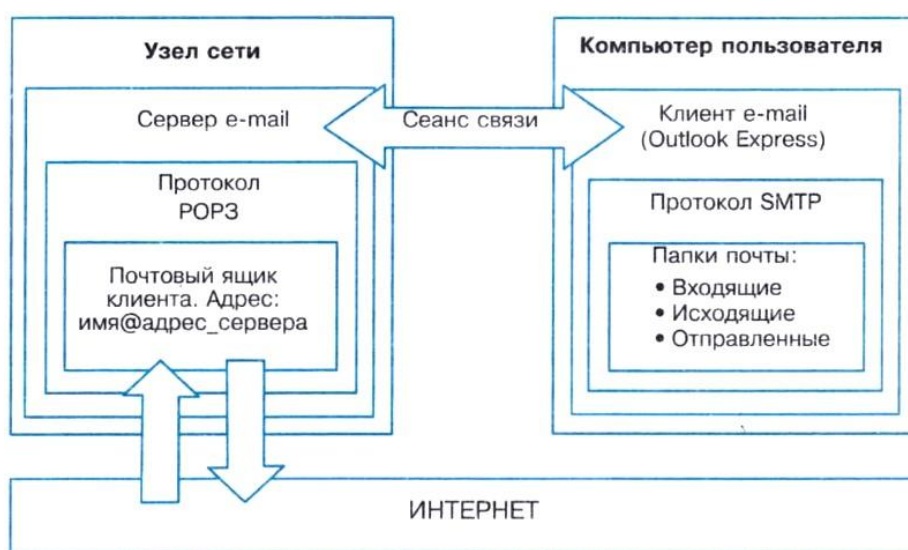 Узел сети
Сервер e-mail
Протокол
POP3
Почтовый ящик
клиента. Адрес:
имя@адрес_сервера
Сеанс связи
Компьютер пользователя
Клиент e-mail
(Outlook Express)
Протокол SMTP
Папки почты:
• Входящие
• Исходящие
• Отправленные
ИНТЕРНЕТ